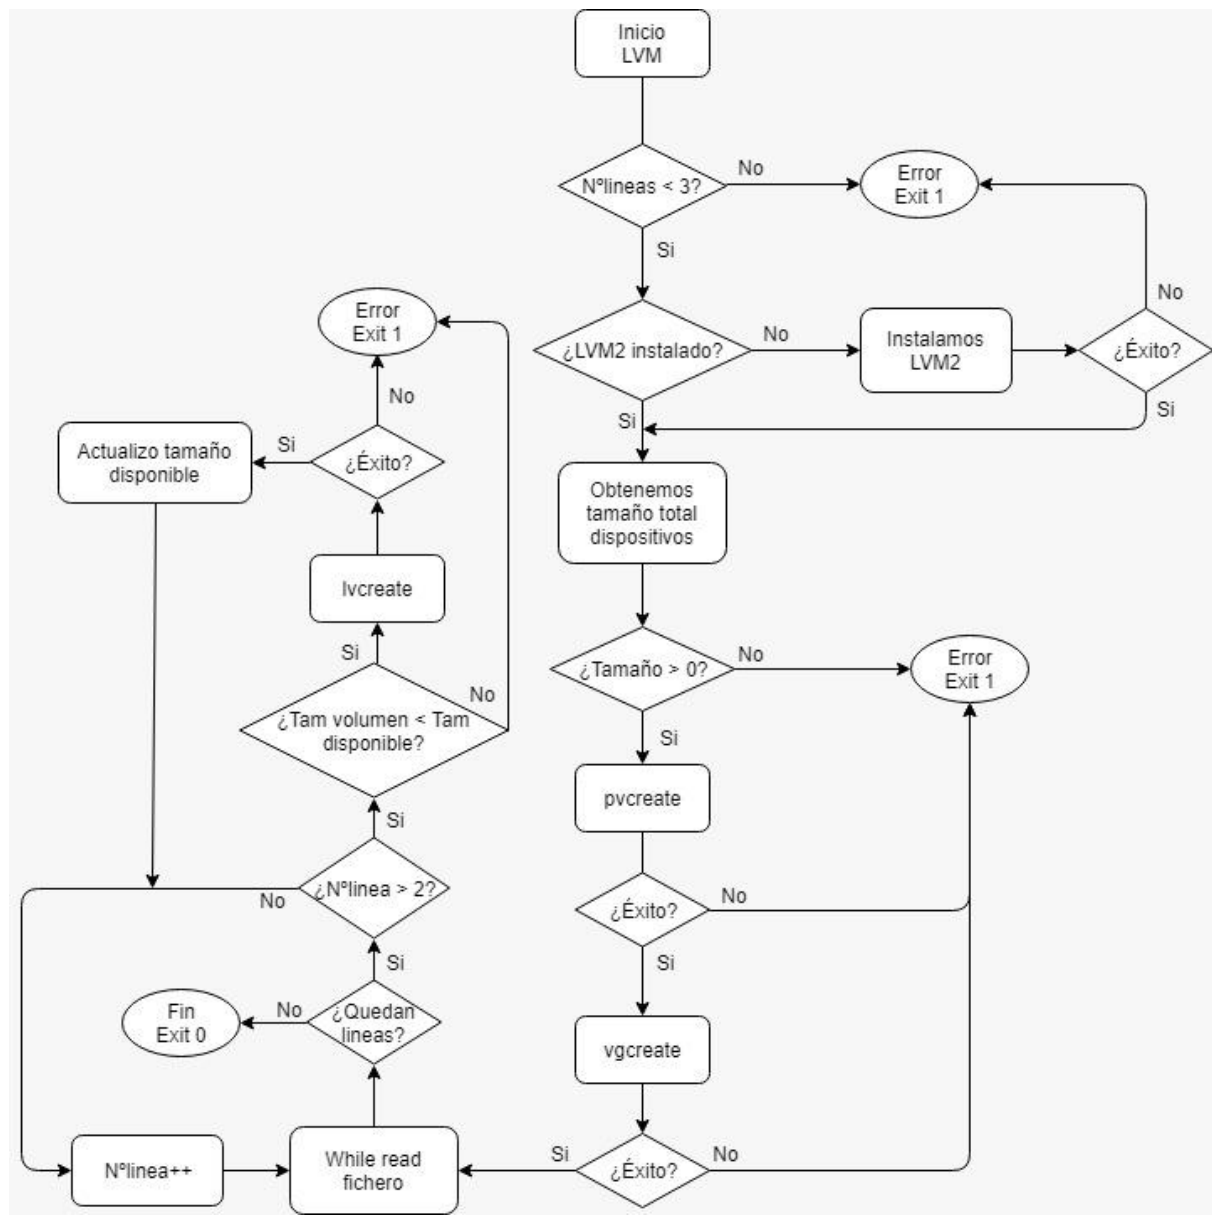 Inicio
LVM
Nºlineas < 3?
No
Error
Exit 1
Si
No
¿LVM2 instalado?
No
Instalamos
LVM2
¿Éxito?
Si
Si
Error
Exit 1
No
Actualizo tamaño
disponible
Si
¿Éxito?
Obtenemos
tamaño total
dispositivos
lvcreate
Si
No
¿Tam volumen < Tam
disponible?
¿Tamaño > 0?
No
Error
Exit 1
Si
pvcreate
Si
¿Nºlinea > 2?
No
¿Éxito?
No
Si
Si
Fin
Exit 0
No
¿Quedan
lineas?
vgcreate
Nºlinea++
While read
fichero
Si
¿Éxito?
No